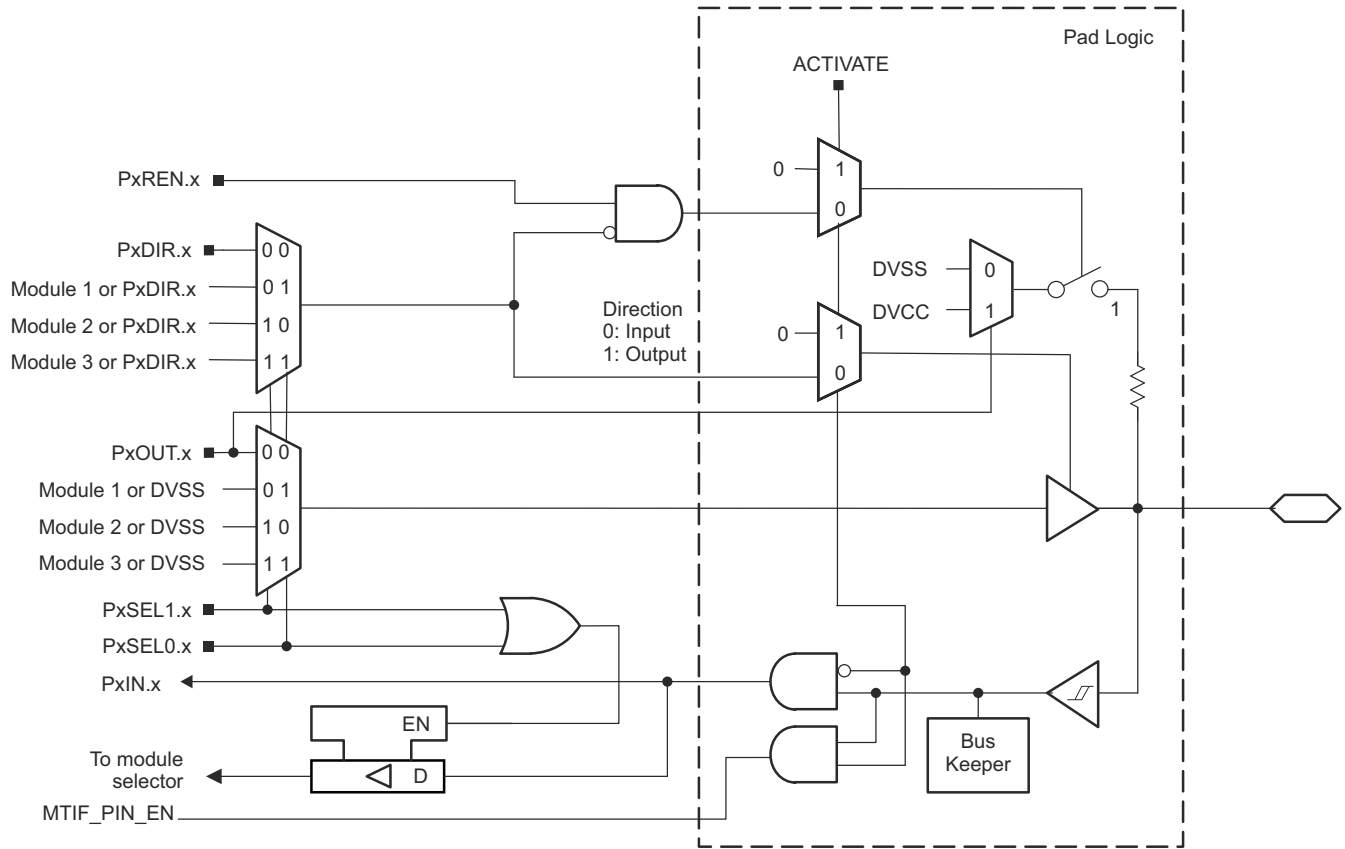 Pad Logic
ACTIVATE
PxREN.x
0
1
0
PxDIR.x
0 0
Module 1 or PxDIR.x
0 1
Module 2 or PxDIR.x
1 0
Module 3 or PxDIR.x
1 1
Direction
0: Input
1: Output
0
1
0
DVSS
0
DVCC
1
1
PxOUT.x
0 0
Module 1 or DVSS
0 1
Module 2 or DVSS
1 0
Module 3 or DVSS
1 1
PxSEL1.x
PxSEL0.x
PxIN.x
EN
D
To module
selector
Bus
Keeper
MTIF_PIN_EN